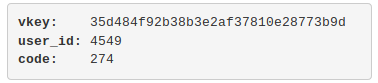 vkey: 35d484f92b38b3e2af37810e28773b9d
user_id: 4549
code: 274